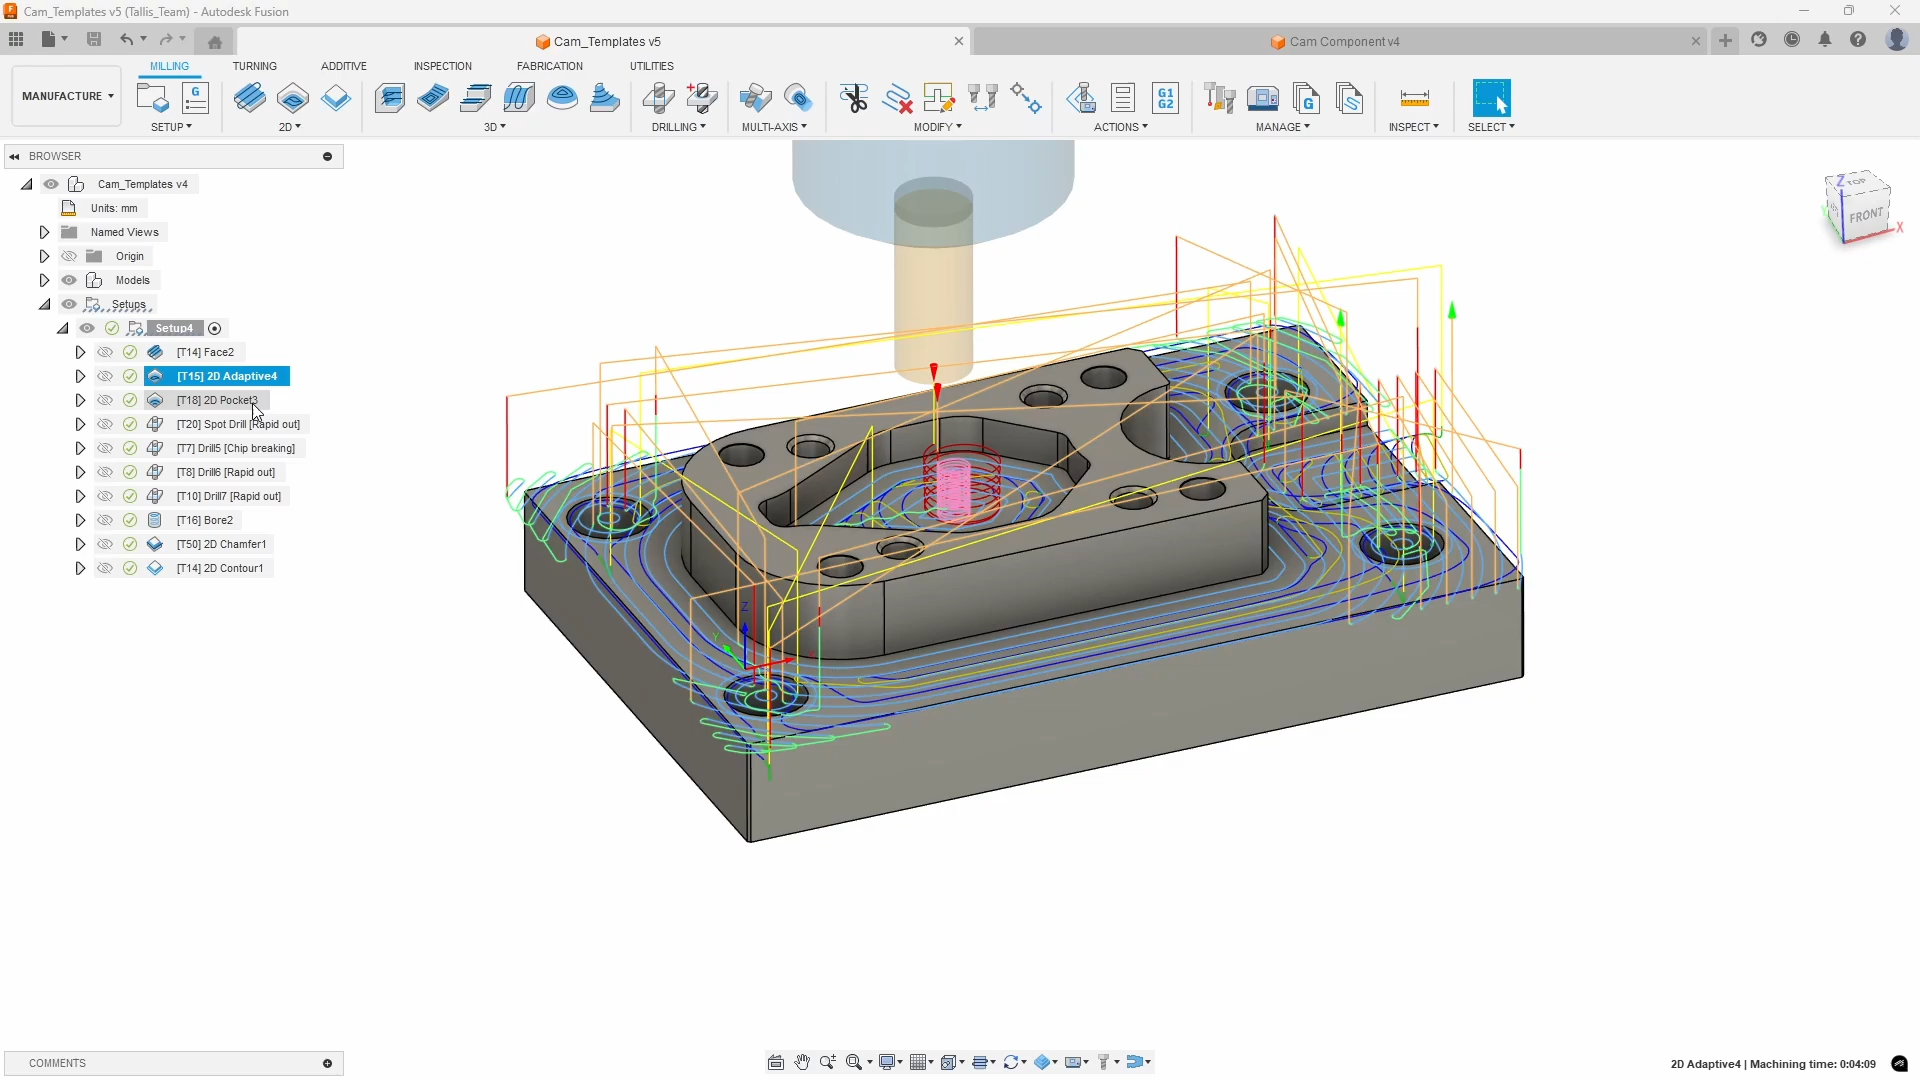 Cam_Templates v5 (Tallis_Team) - Autodesk Fusion
Cam_Templates v5
Cam Component v4
MILLING TURNING ADDITIVE INSPECTION FABRICATION UTILITIES
MANUFACTURE
G
G1
G2
G
SETUP 2D 3D DRILLING MULTI-AXIS MODIFY ACTIONS MANAGE INSPECT SELECT
BROWSER
Cam_Templates v4
Units: mm
Named Views
Origin
Models
Setups
Setup4
[T14] Face2
[T15] 2D Adaptive4
[T18] 2D Pocket3
[T20] Spot Drill [Rapid out]
[T7] Drill5 [Chip breaking]
[T8] Drill6 [Rapid out]
[T10] Drill7 [Rapid out]
[T16] Bore2
[T50] 2D Chamfer1
[T14] 2D Contour1
Z
TOP
FRONT
X
Z
Y
COMMENTS
2D Adaptive4 | Machining time: 0:04:09